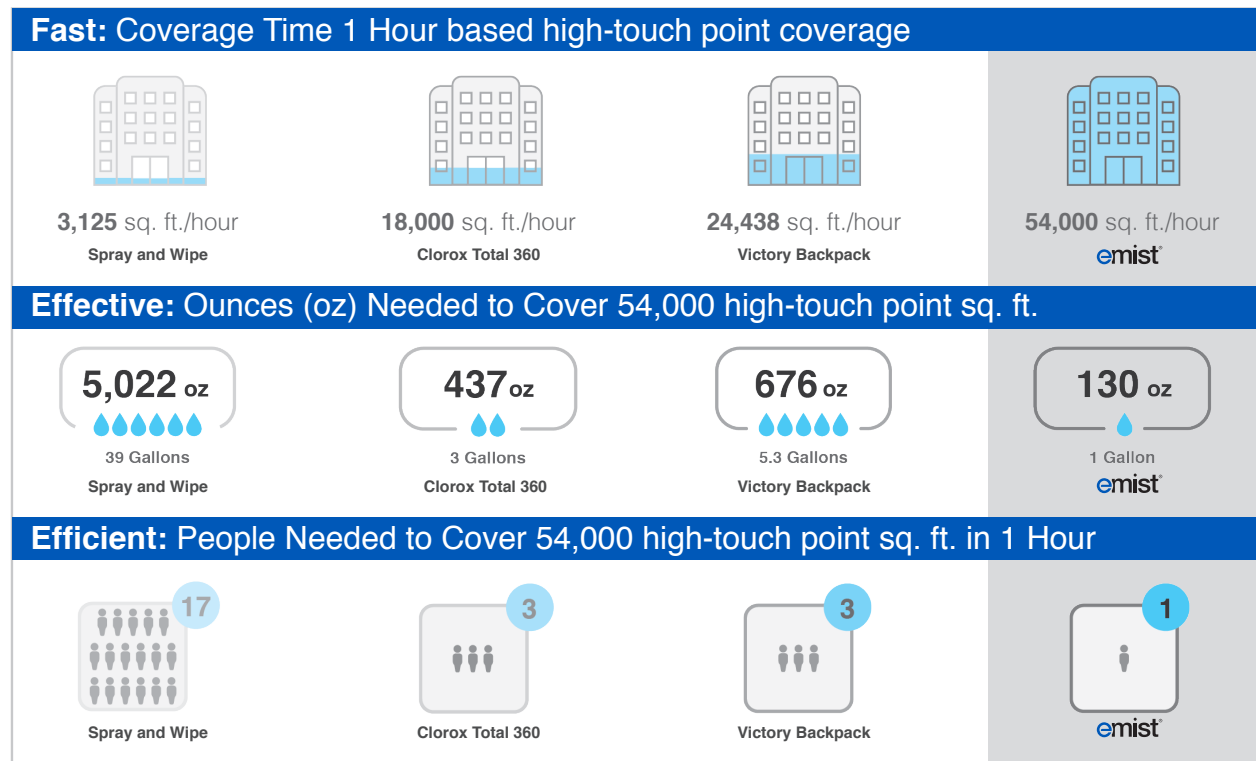 Fast: Coverage Time 1 Hour based high-touch point coverage
3,125 sq. ft./hour
Spray and Wipe
18,000 sq. ft./hour
Clorox Total 360
24,438 sq. ft./hour
Victory Backpack
54,000 sq. ft./hour
emist®
Effective: Ounces (oz) Needed to Cover 54,000 high-touch point sq. ft.
5,022 oz
39 Gallons
Spray and Wipe
437 oz
3 Gallons
Clorox Total 360
676 oz
5.3 Gallons
Victory Backpack
130 oz
1 Gallon
emist®
Efficient: People Needed to Cover 54,000 high-touch point sq. ft. in 1 Hour
17
Spray and Wipe
3
Clorox Total 360
3
Victory Backpack
1
emist®